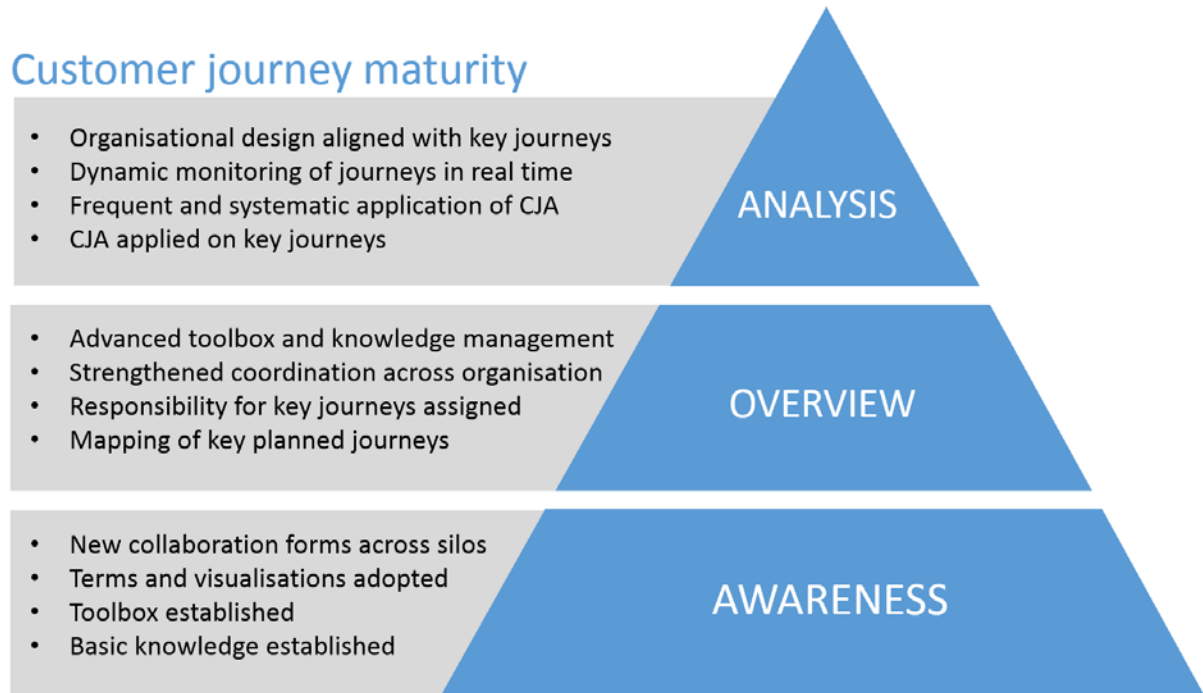 Customer journey maturity
• Organisational design aligned with key journeys
• Dynamic monitoring of journeys in real time
• Frequent and systematic application of CJA
• CJA applied on key journeys
ANALYSIS
• Advanced toolbox and knowledge management
• Strengthened coordination across organisation
• Responsibility for key journeys assigned
• Mapping of key planned journeys
OVERVIEW
• New collaboration forms across silos
• Terms and visualisations adopted
• Toolbox established
• Basic knowledge established
AWARENESS